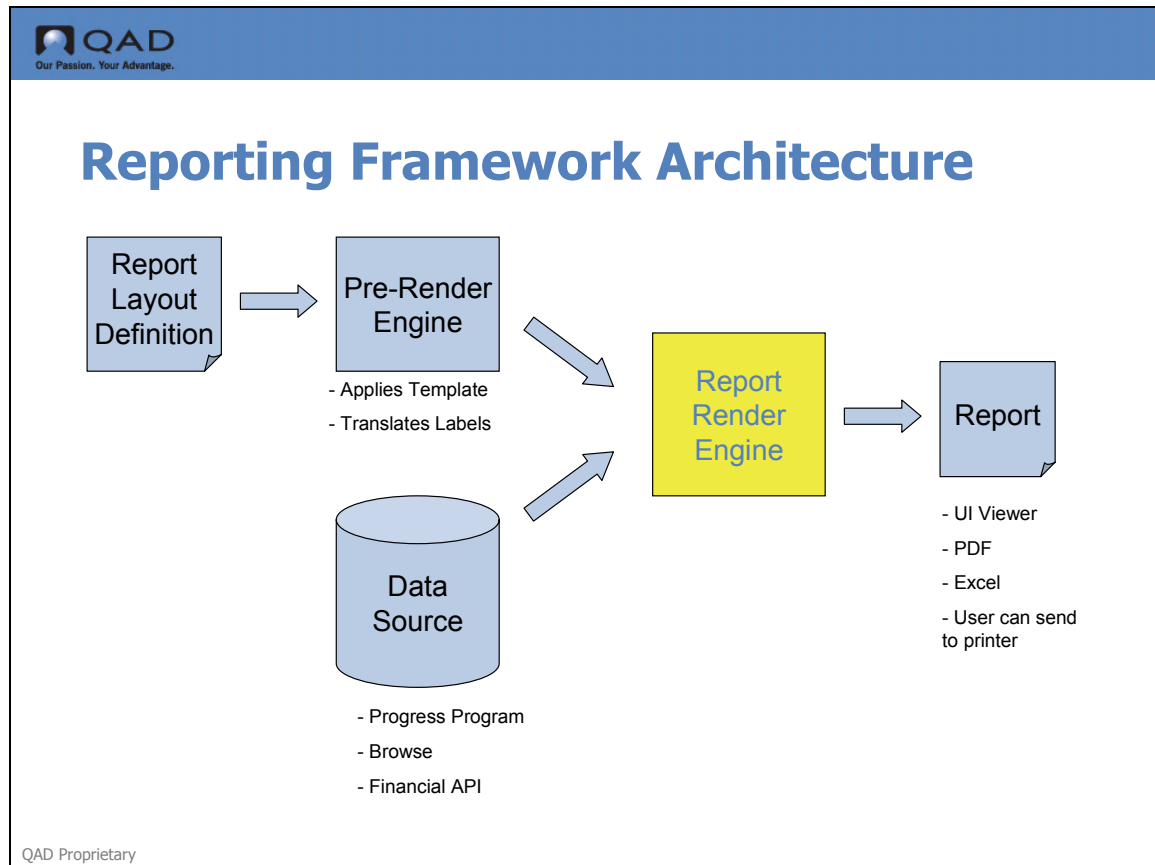 QAD
Our Passion. Your Advantage.
Reporting Framework Architecture
Report
Layout
Definition
Pre-Render
Engine
- Applies Template
- Translates Labels
Data
Source
- Progress Program
- Browse
- Financial API
Report
Render
Engine
Report
- UI Viewer
- PDF
- Excel
- User can send
to printer
QAD Proprietary